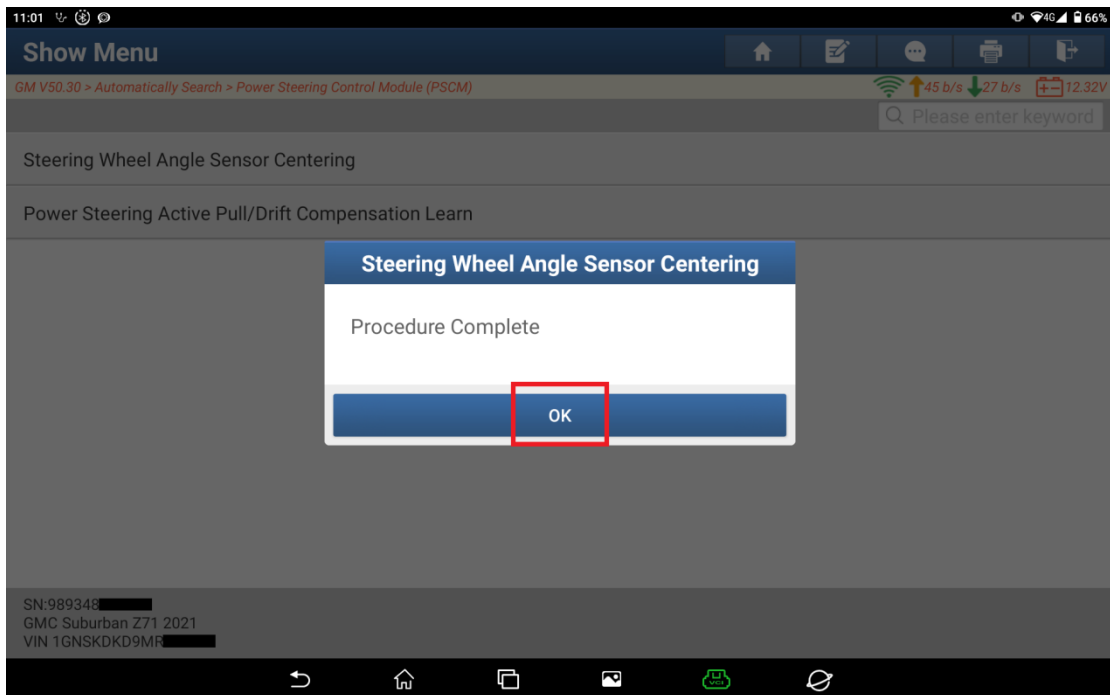 11:01
4G 66%
Show Menu
GM V50.30 > Automatically Search > Power Steering Control Module (PSCM)
45 b/s 27 b/s 12.32V
Please enter keyword
Steering Wheel Angle Sensor Centering
Power Steering Active Pull/Drift Compensation Learn
Steering Wheel Angle Sensor Centering
Procedure Complete
OK
SN:989348
GMC Suburban Z71 2021
VIN 1GNSKDKD9MR
VCI